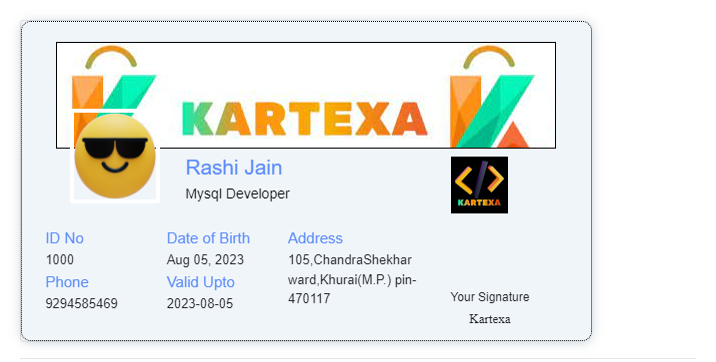 KARTEXA
Rashi Jain
Mysql Developer
KARTEXA
ID No
1000
Phone
9294585469
Date of Birth
Aug 05, 2023
Valid Upto
2023-08-05
Address
105,ChandraShekhar
ward,Khurai(M.P.) pin-
470117
Your Signature
Kartexa